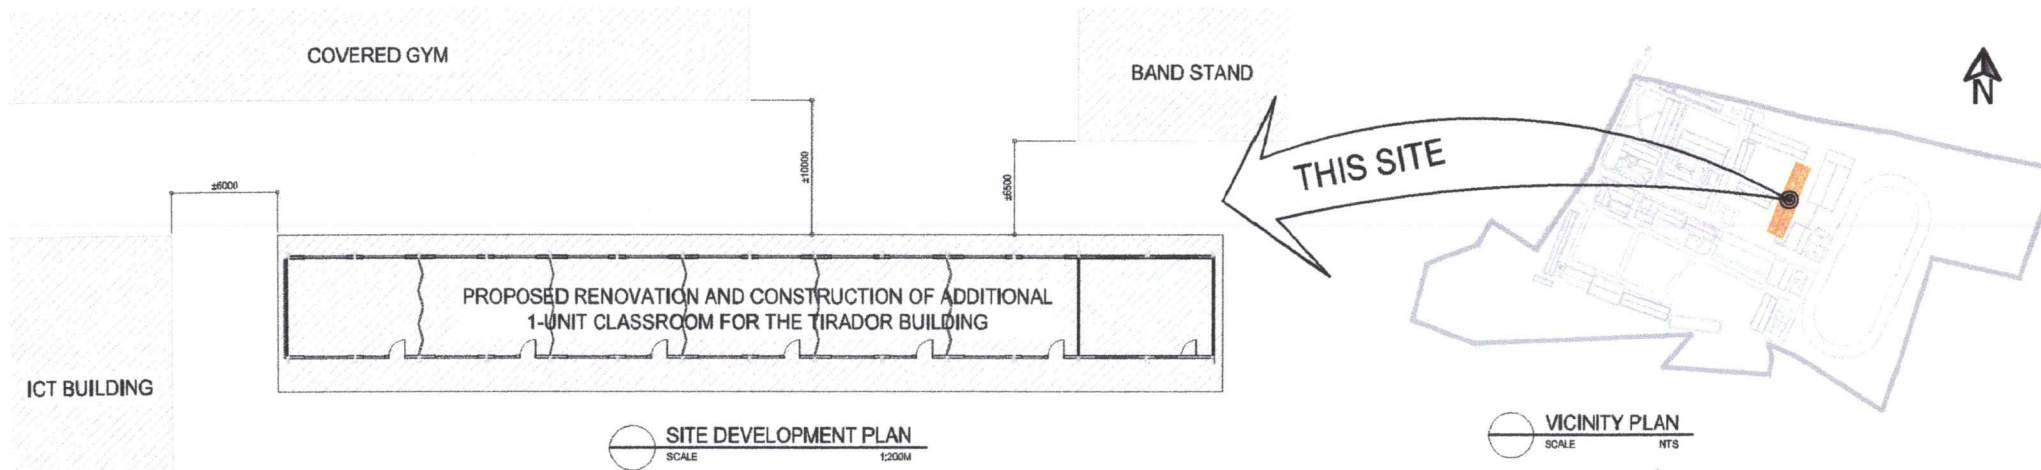 COVERED GYM
BAND STAND
N
THIS SITE
±10000
±6500
±6000
PROPOSED RENOVATION AND CONSTRUCTION OF ADDITIONAL
1-UNIT CLASSROOM FOR THE TIRADOR BUILDING
ICT BUILDING
SITE DEVELOPMENT PLAN
SCALE 1:200M
VICINITY PLAN
SCALE NTS